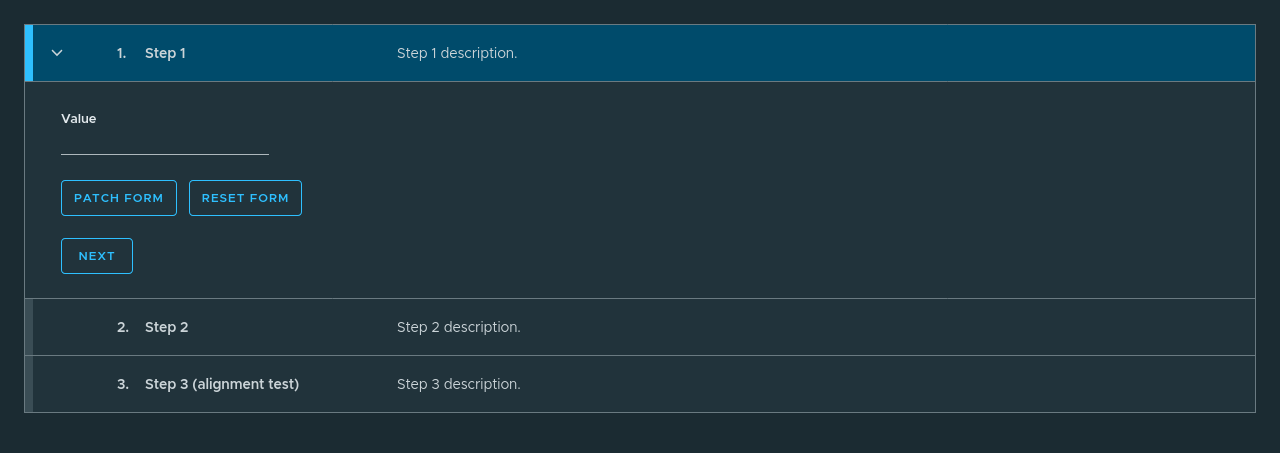 1. Step 1 Step 1 description.
Value
PATCH FORM RESET FORM
NEXT
2. Step 2 Step 2 description.
3. Step 3 (alignment test) Step 3 description.